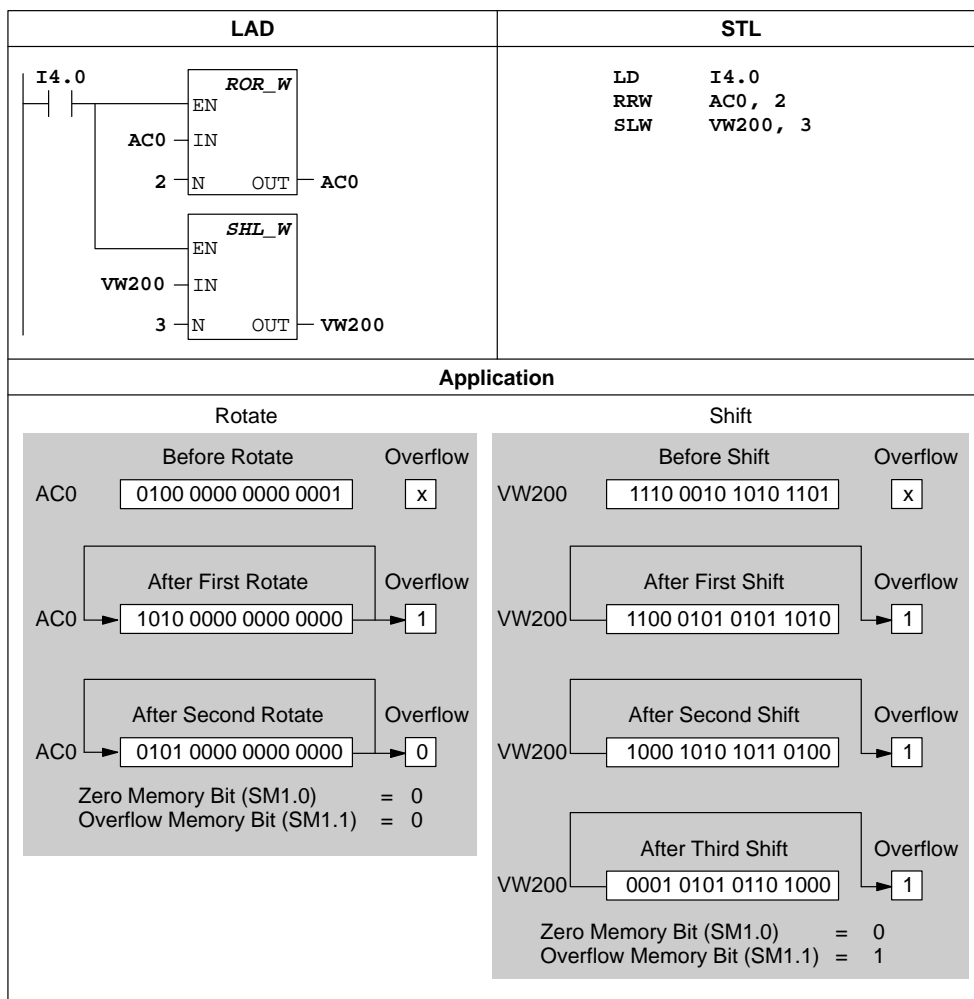 LAD
STL
I4.0
ROR_W
EN
AC0 IN
2 N OUT AC0
SHL_W
EN
VW200 IN
3 N OUT VW200
LD I4.0
RRW AC0, 2
SLW VW200, 3
Application
Rotate
Before Rotate Overflow
AC0 0100 0000 0000 0001 x
After First Rotate Overflow
AC0 1010 0000 0000 0000 1
After Second Rotate Overflow
AC0 0101 0000 0000 0000 0
Zero Memory Bit (SM1.0) = 0
Overflow Memory Bit (SM1.1) = 0
Shift
Before Shift Overflow
VW200 1110 0010 1010 1101 x
After First Shift Overflow
VW200 1100 0101 0101 1010 1
After Second Shift Overflow
VW200 1000 1010 1011 0100 1
After Third Shift Overflow
VW200 0001 0101 0110 1000 1
Zero Memory Bit (SM1.0) = 0
Overflow Memory Bit (SM1.1) = 1